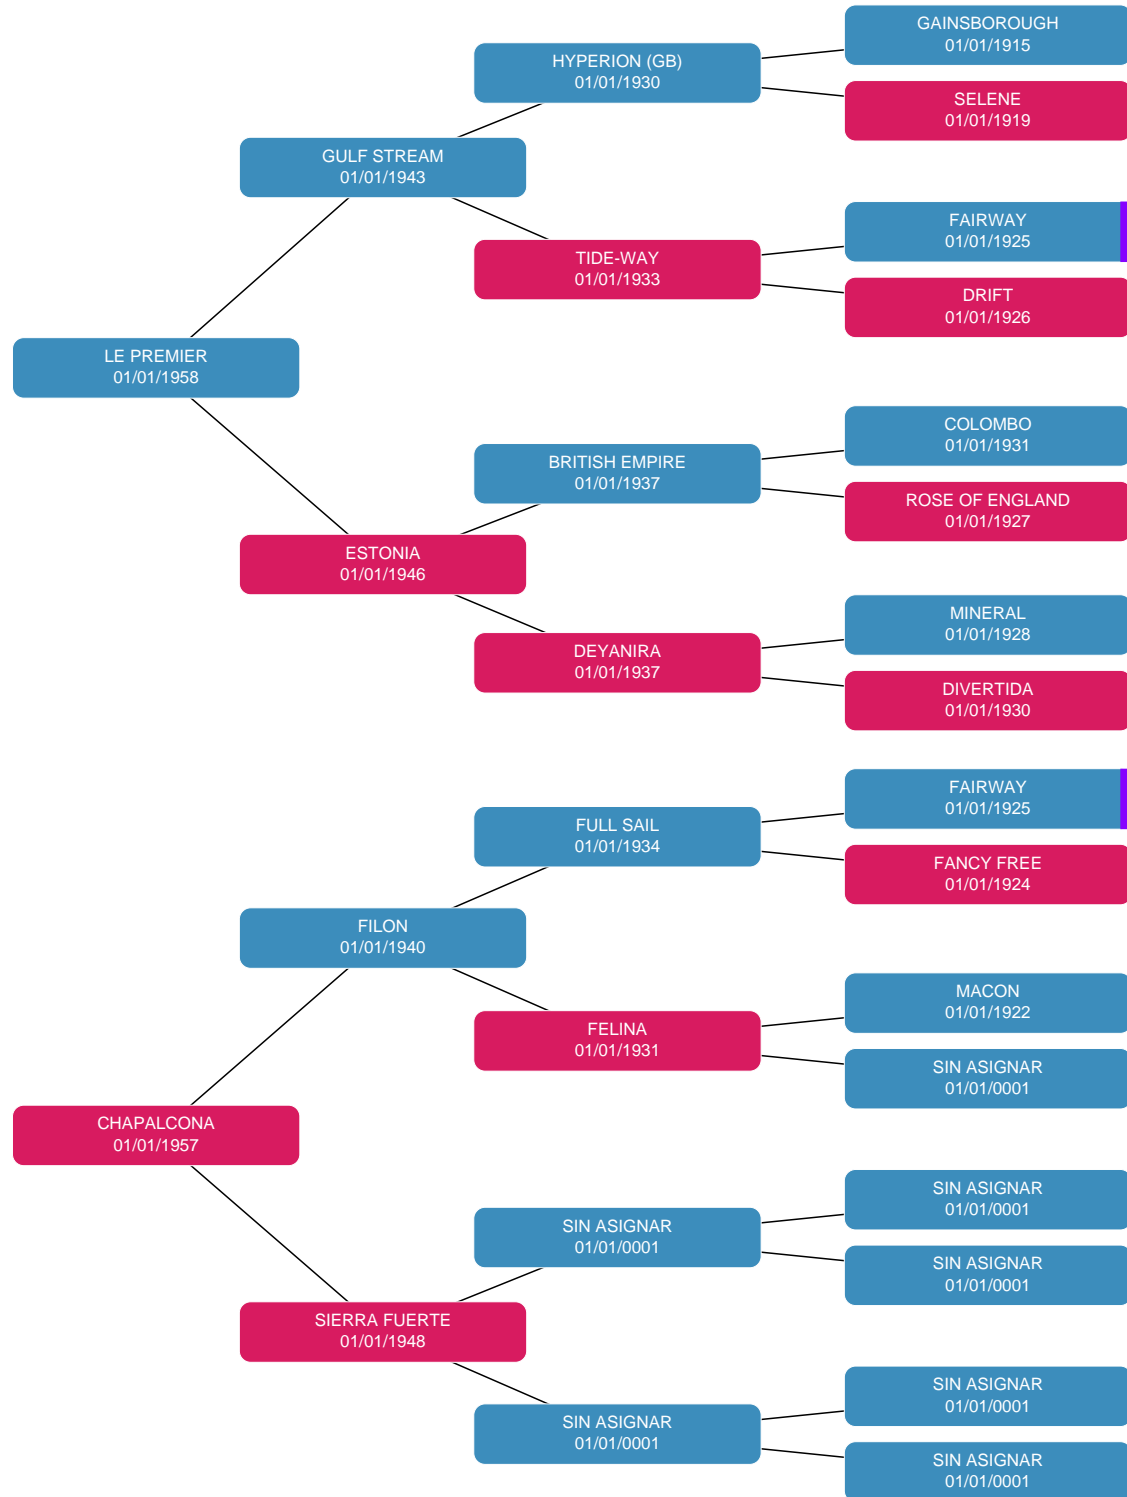 GAINSBOROUGH
01/01/1915
HYPERION (GB)
01/01/1930
SELENE
01/01/1919
GULF STREAM
01/01/1943
FAIRWAY
01/01/1925
TIDE-WAY
01/01/1933
DRIFT
01/01/1926
LE PREMIER
01/01/1958
COLOMBO
01/01/1931
BRITISH EMPIRE
01/01/1937
ROSE OF ENGLAND
01/01/1927
ESTONIA
01/01/1946
MINERAL
01/01/1928
DEYANIRA
01/01/1937
DIVERTIDA
01/01/1930
FAIRWAY
01/01/1925
FULL SAIL
01/01/1934
FANCY FREE
01/01/1924
FILON
01/01/1940
MACON
01/01/1922
FELINA
01/01/1931
SIN ASIGNAR
01/01/0001
CHAPALCONA
01/01/1957
SIN ASIGNAR
01/01/0001
SIN ASIGNAR
01/01/0001
SIN ASIGNAR
01/01/0001
SIERRA FUERTE
01/01/1948
SIN ASIGNAR
01/01/0001
SIN ASIGNAR
01/01/0001
SIN ASIGNAR
01/01/0001